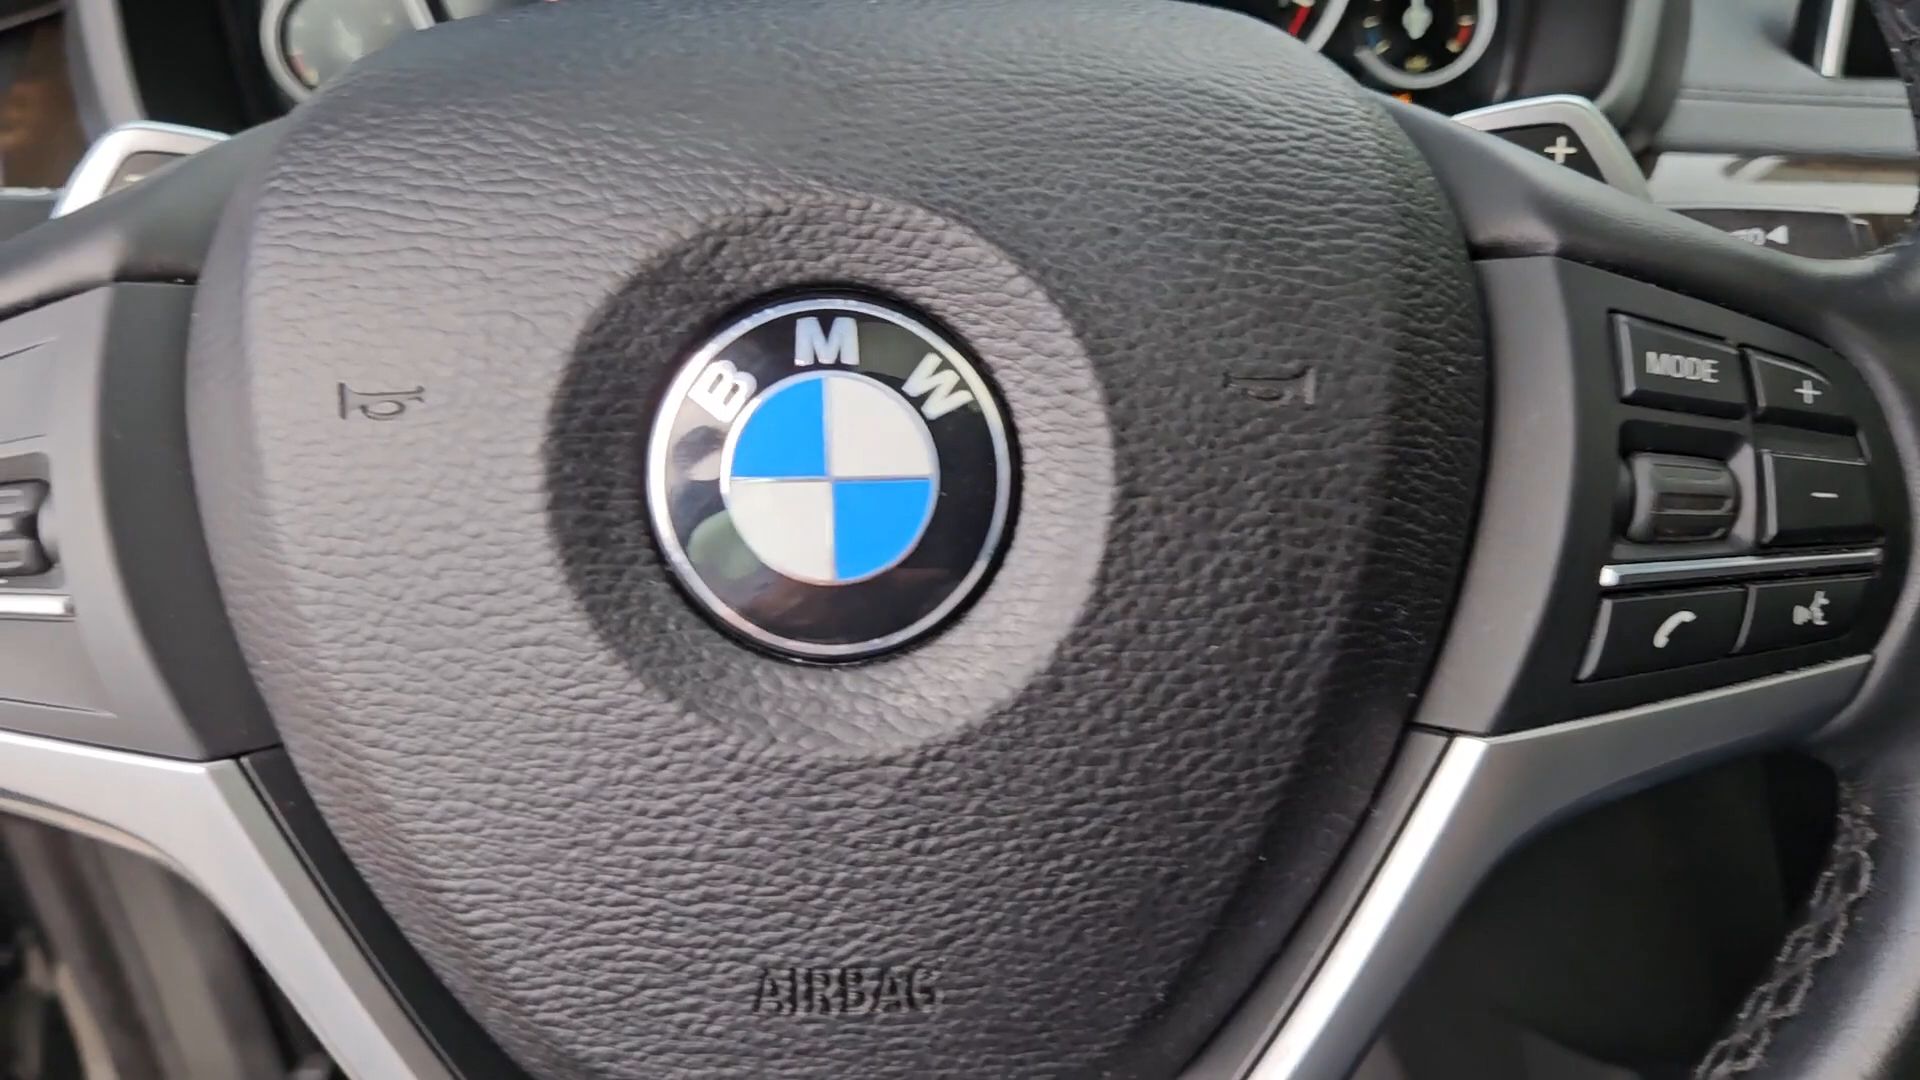 BMW
MODE
+
+
−
AIRBAG